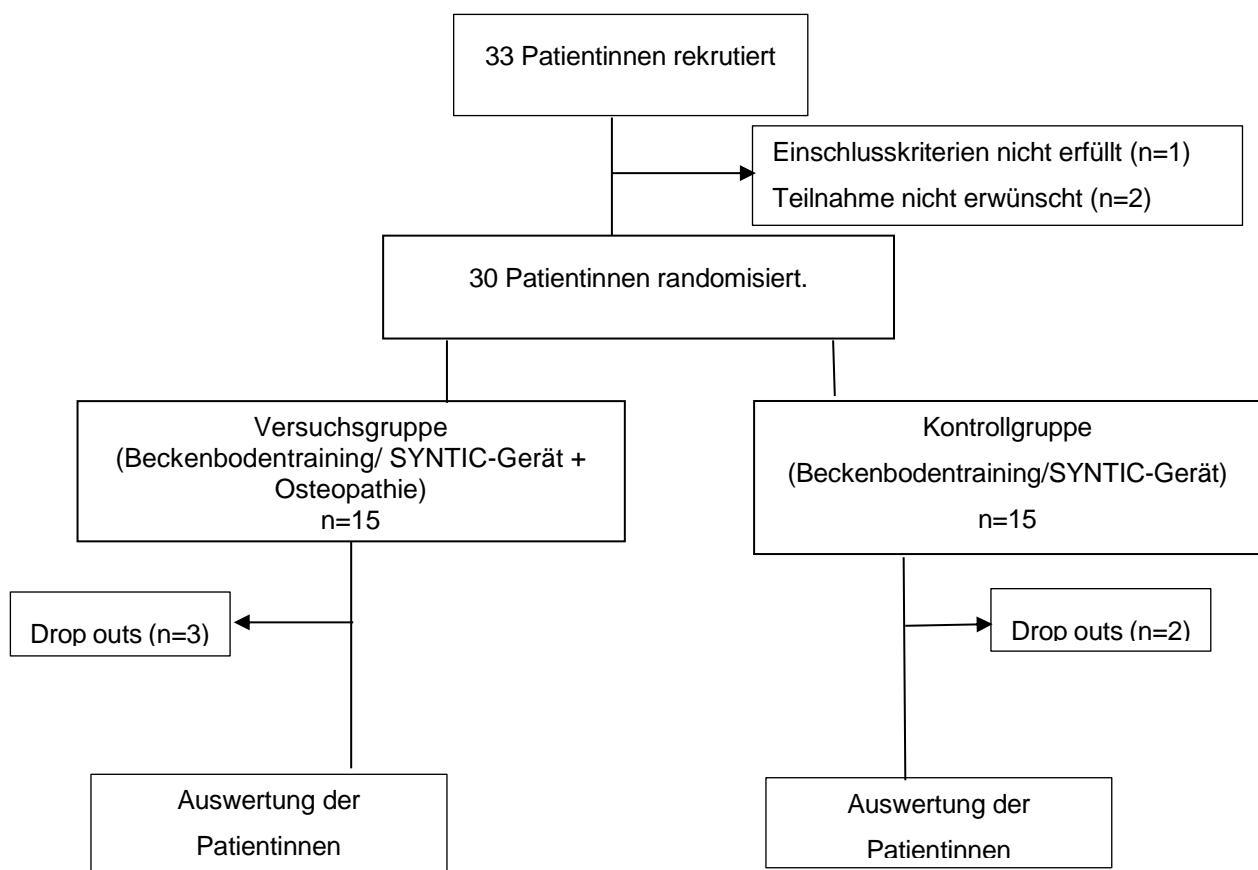 33 Patientinnen rekrutiert
Einschlusskriterien nicht erfüllt (n=1)
Teilnahme nicht erwünscht (n=2)
30 Patientinnen randomisiert.
Versuchsgruppe
(Beckenbodentraining/ SYNTIC-Gerät +
Osteopathie)
n=15
Kontrollgruppe
(Beckenbodentraining/SYNTIC-Gerät)
n=15
Drop outs (n=3)
Drop outs (n=2)
Auswertung der
Patientinnen
Auswertung der
Patientinnen